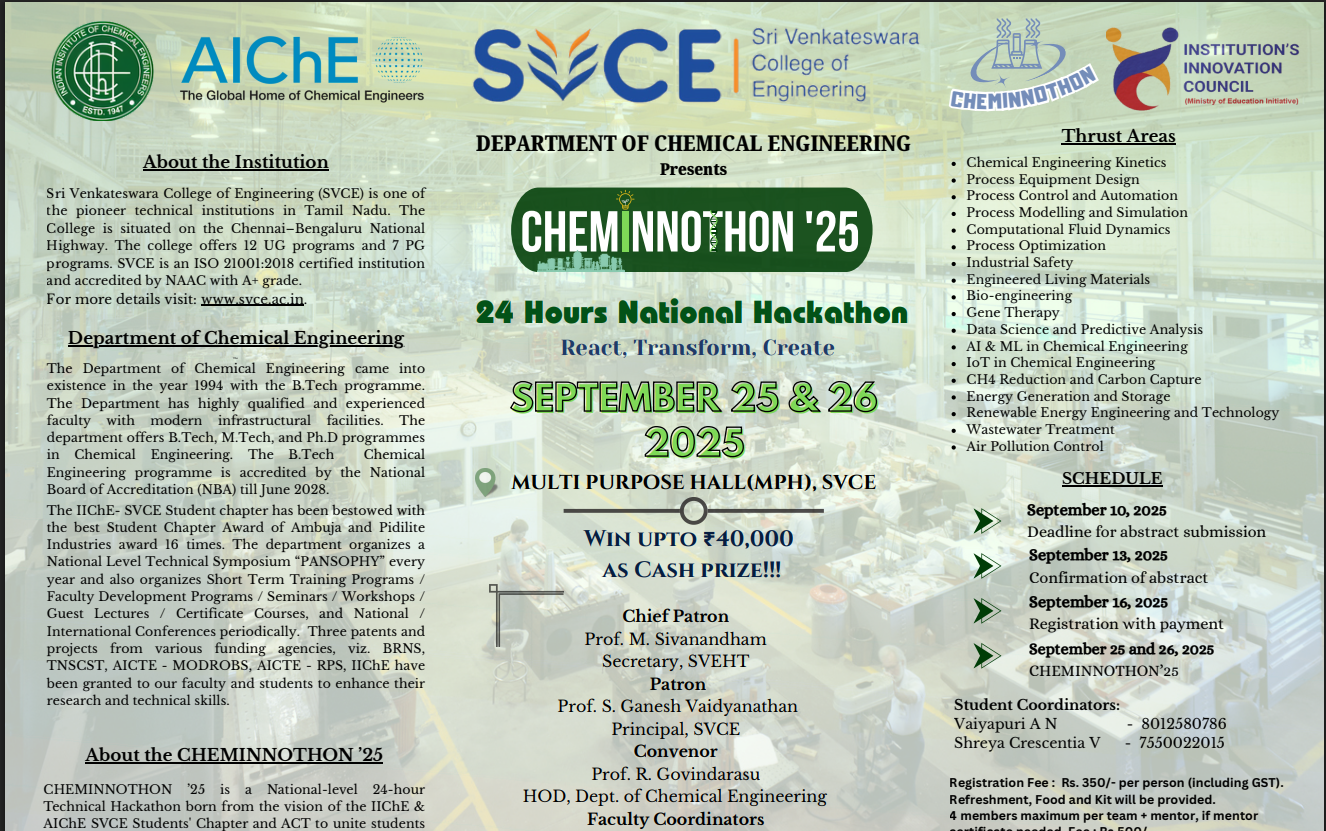 INDIAN INSTITUTE OF CHEMICAL ENGINEERS
ESTD. 1947
AIChE
The Global Home of Chemical Engineers
SVCE
Sri Venkateswara
College of
Engineering
CHEMINNOTHON
INSTITUTION'S
INNOVATION
COUNCIL
(Ministry of Education Initiative)
About the Institution
Sri Venkateswara College of Engineering (SVCE) is one of
the pioneer technical institutions in Tamil Nadu. The
College is situated on the Chennai–Bengaluru National
Highway. The college offers 12 UG programs and 7 PG
programs. SVCE is an ISO 21001:2018 certified institution
and accredited by NAAC with A+ grade.
For more details visit: www.svce.ac.in.
Department of Chemical Engineering
The Department of Chemical Engineering came into
existence in the year 1994 with the B.Tech programme.
The Department has highly qualified and experienced
faculty with modern infrastructural facilities. The
department offers B.Tech, M.Tech, and Ph.D programmes
in Chemical Engineering. The B.Tech Chemical
Engineering programme is accredited by the National
Board of Accreditation (NBA) till June 2028.
The IIChE- SVCE Student chapter has been bestowed with
the best Student Chapter Award of Ambuja and Pidilite
Industries award 16 times. The department organizes a
National Level Technical Symposium “PANSOPHY” every
year and also organizes Short Term Training Programs /
Faculty Development Programs / Seminars / Workshops /
Guest Lectures / Certificate Courses, and National /
International Conferences periodically. Three patents and
projects from various funding agencies, viz. BRNS,
TNSCST, AICTE - MODROBS, AICTE - RPS, IIChE have
been granted to our faculty and students to enhance their
research and technical skills.
About the CHEMINNOTHON ’25
CHEMINNOTHON ’25 is a National-level 24-hour
Technical Hackathon born from the vision of the IIChE &
AIChE SVCE Students' Chapter and ACT to unite students
DEPARTMENT OF CHEMICAL ENGINEERING
Presents
CHEMINNOTHON '25
24 Hours National Hackathon
React, Transform, Create
SEPTEMBER 25 & 26
2025
MULTI PURPOSE HALL(MPH), SVCE
WIN UPTO ₹40,000
AS CASH PRIZE!!!
Chief Patron
Prof. M. Sivanandham
Secretary, SVEHT
Patron
Prof. S. Ganesh Vaidyanathan
Principal, SVCE
Convenor
Prof. R. Govindarasu
HOD, Dept. of Chemical Engineering
Faculty Coordinators
Thrust Areas
• Chemical Engineering Kinetics
• Process Equipment Design
• Process Control and Automation
• Process Modelling and Simulation
• Computational Fluid Dynamics
• Process Optimization
• Industrial Safety
• Engineered Living Materials
• Bio-engineering
• Gene Therapy
• Data Science and Predictive Analysis
• AI & ML in Chemical Engineering
• IoT in Chemical Engineering
• CH4 Reduction and Carbon Capture
• Energy Generation and Storage
• Renewable Energy Engineering and Technology
• Wastewater Treatment
• Air Pollution Control
SCHEDULE
September 10, 2025
Deadline for abstract submission
September 13, 2025
Confirmation of abstract
September 16, 2025
Registration with payment
September 25 and 26, 2025
CHEMINNOTHON’25
Student Coordinators:
Vaiyapuri A N - 8012580786
Shreya Crescentia V - 7550022015
Registration Fee : Rs. 350/- per person (including GST).
Refreshment, Food and Kit will be provided.
4 members maximum per team + mentor, if mentor
certificate needed, Fee : Rs 500/-